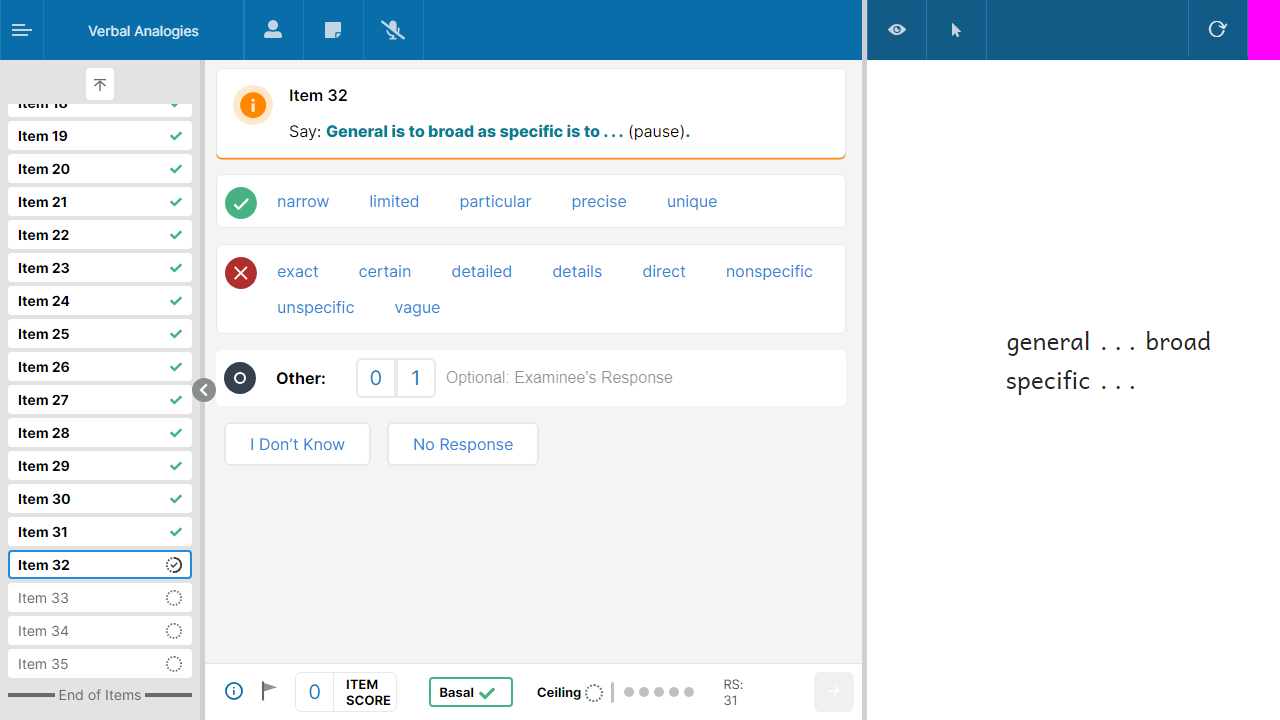 Verbal Analogies
Item 18
Item 19
Item 20
Item 21
Item 22
Item 23
Item 24
Item 25
Item 26
Item 27
Item 28
Item 29
Item 30
Item 31
Item 32
Item 33
Item 34
Item 35
End of Items
Item 32
Say: General is to broad as specific is to . . . (pause).
narrow limited particular precise unique
exact certain detailed details direct nonspecific
unspecific vague
Other: 0 1 Optional: Examinee's Response
I Don’t Know No Response
0 ITEM SCORE Basal Ceiling RS: 31
general . . . broad
specific . . .